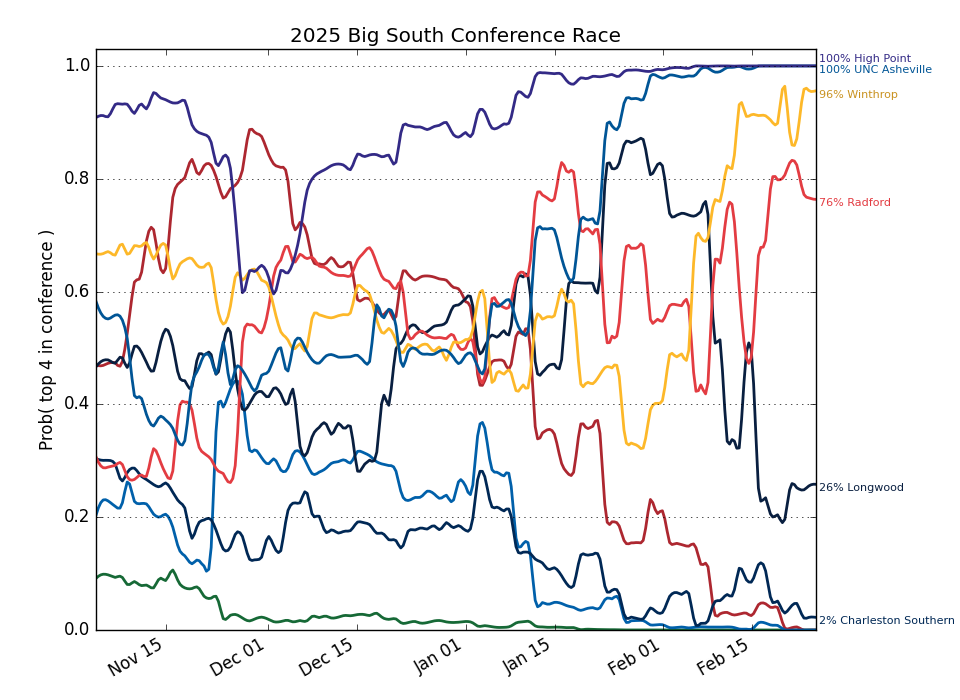 2025 Big South Conference Race
Prob( top 4 in conference )
1.0
0.8
0.6
0.4
0.2
0.0
Nov 15
Dec 01
Dec 15
Jan 01
Jan 15
Feb 01
Feb 15
100% High Point
100% UNC Asheville
96% Winthrop
76% Radford
26% Longwood
2% Charleston Southern